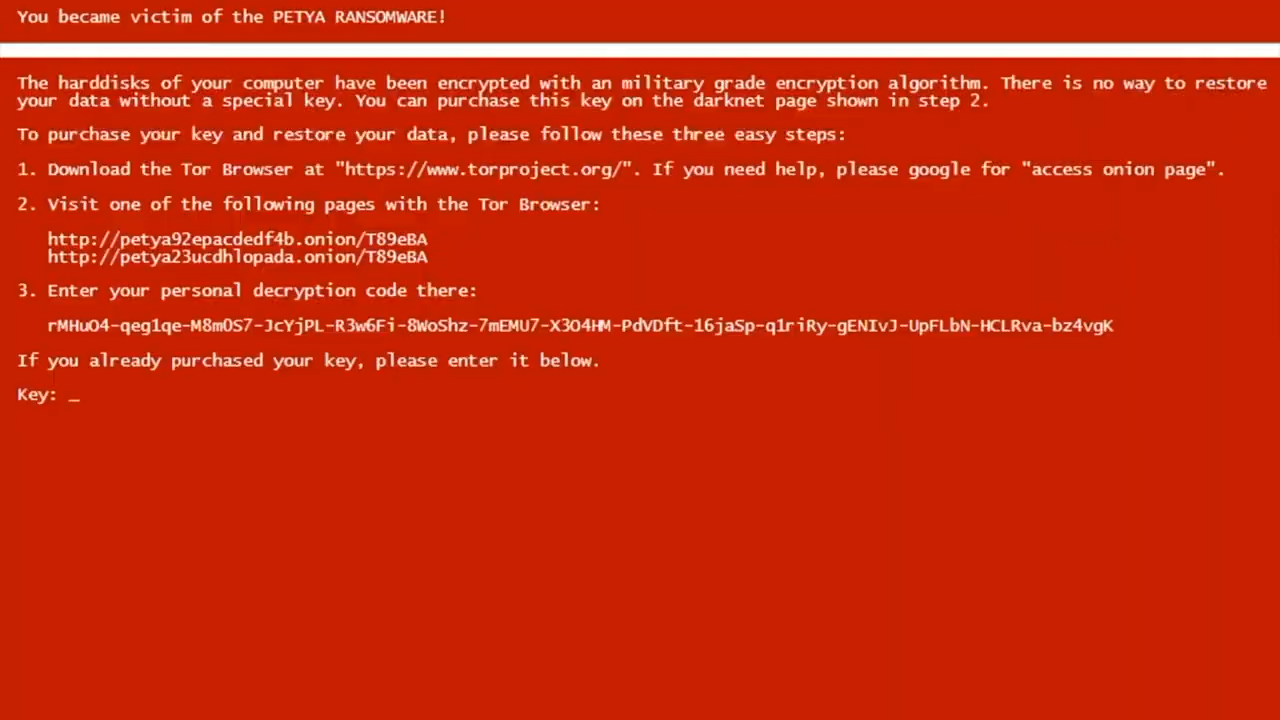 You became victim of the PETYA RANSOMWARE!
The harddisks of your computer have been encrypted with an military grade encryption algorithm. There is no way to restore
your data without a special key. You can purchase this key on the darknet page shown in step 2.
To purchase your key and restore your data, please follow these three easy steps:
1. Download the Tor Browser at "https://www.torproject.org/". If you need help, please google for "access onion page".
2. Visit one of the following pages with the Tor Browser:
http://petya92epacdedf4b.onion/T89eBA
http://petya23ucdhlopada.onion/T89eBA
3. Enter your personal decryption code there:
rMHuO4-qeg1qe-M8mOS7-JcYjPL-R3w6Fi-8WoShz-7mEMU7-X3O4HM-PdVDft-16jaSp-q1riRy-gENIvJ-UpFLbN-HCLRva-bz4vgK
If you already purchased your key, please enter it below.
Key: _